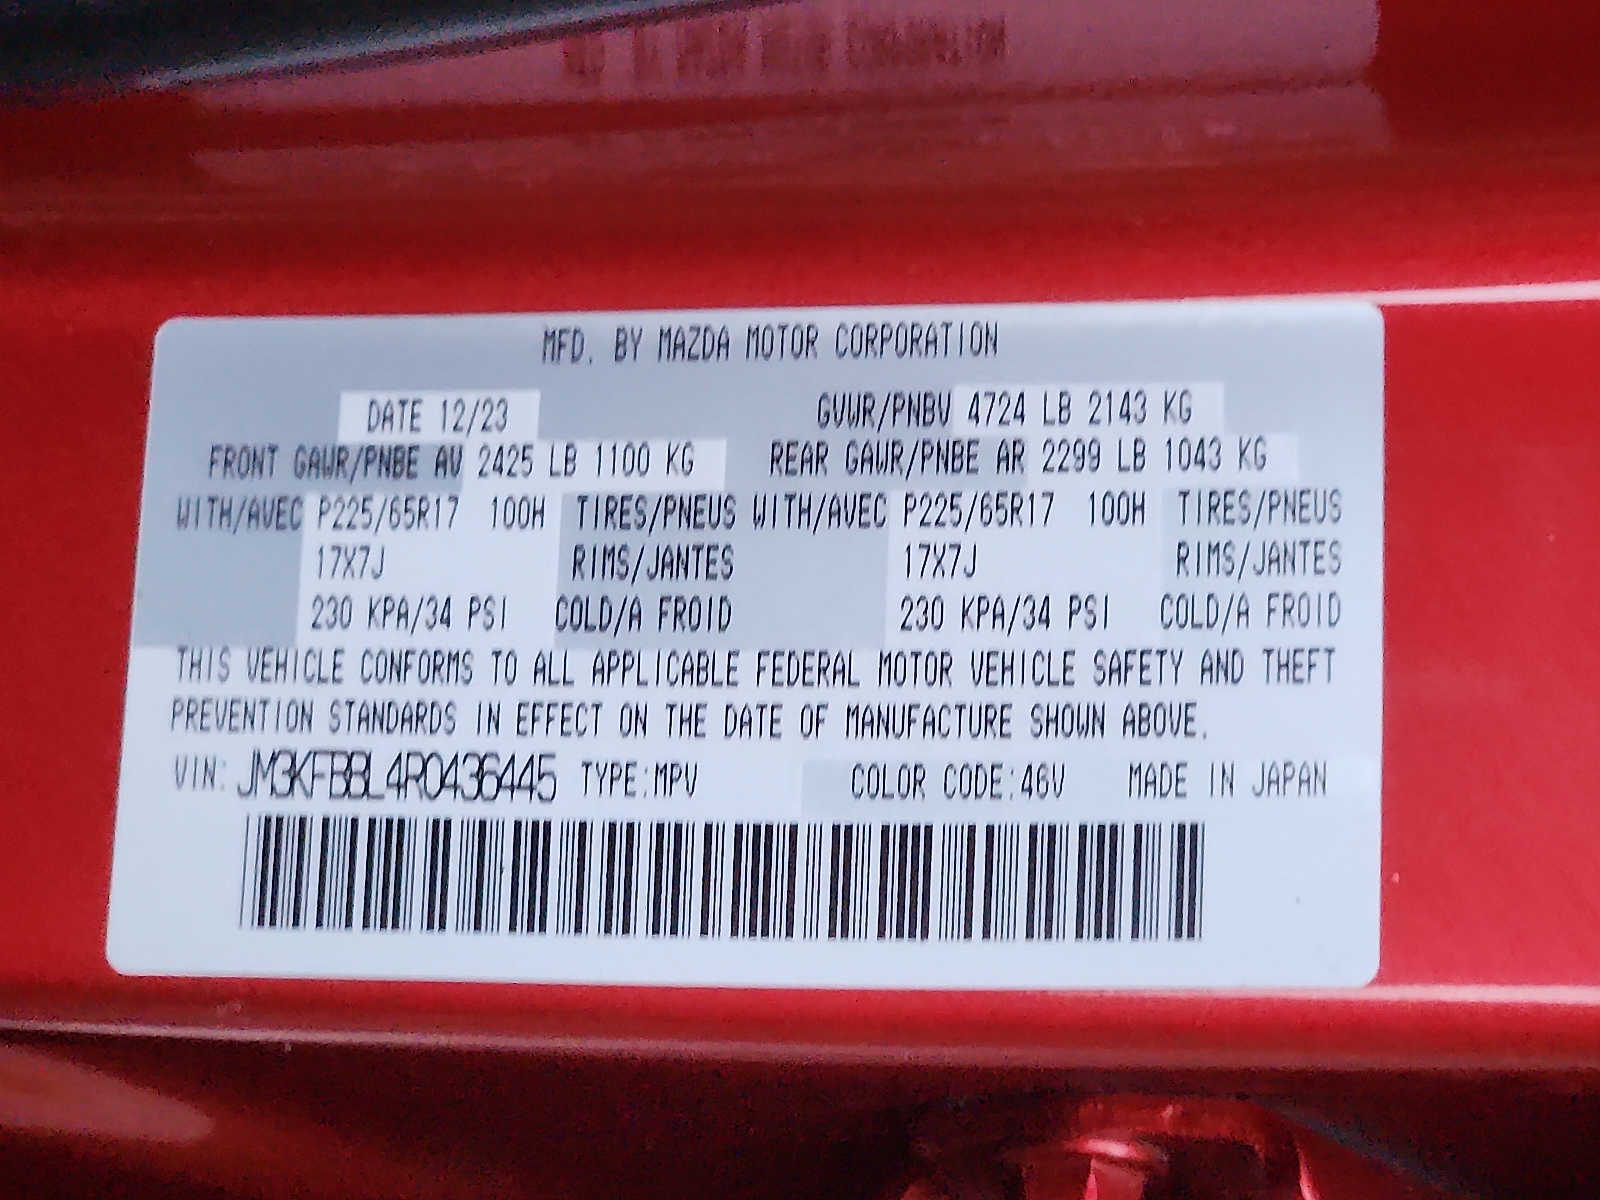 MFD. BY MAZDA MOTOR CORPORATION
DATE 12/23 GVWR/PNBV 4724 LB 2143 KG
FRONT GAWR/PNBE AV 2425 LB 1100 KG REAR GAWR/PNBE AR 2299 LB 1043 KG
WITH/AVEC P225/65R17 100H TIRES/PNEUS WITH/AVEC P225/65R17 100H TIRES/PNEUS
17X7J RIMS/JANTES 17X7J RIMS/JANTES
230 KPA/34 PSI COLD/A FROID 230 KPA/34 PSI COLD/A FROID
THIS VEHICLE CONFORMS TO ALL APPLICABLE FEDERAL MOTOR VEHICLE SAFETY AND THEFT
PREVENTION STANDARDS IN EFFECT ON THE DATE OF MANUFACTURE SHOWN ABOVE.
VIN: JM3KFBBL4R0436445 TYPE:MPV COLOR CODE:46V MADE IN JAPAN